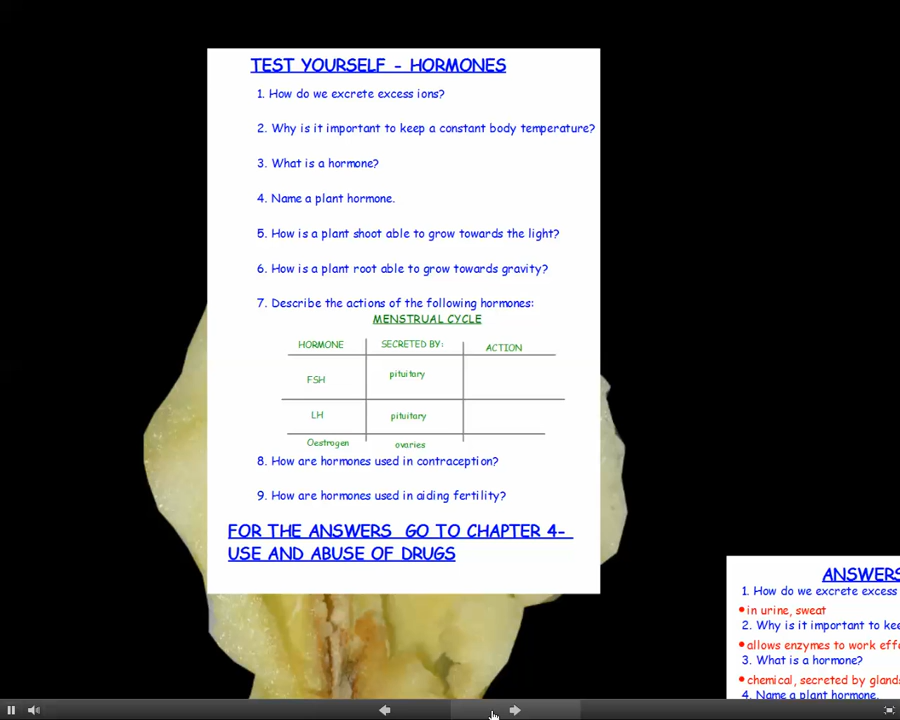 TEST YOURSELF - HORMONES
1. How do we excrete excess ions?
2. Why is it important to keep a constant body temperature?
3. What is a hormone?
4. Name a plant hormone.
5. How is a plant shoot able to grow towards the light?
6. How is a plant root able to grow towards gravity?
7. Describe the actions of the following hormones:
MENSTRUAL CYCLE
HORMONE SECRETED BY: ACTION
FSH pituitary
LH pituitary
Oestrogen ovaries
8. How are hormones used in contraception?
9. How are hormones used in aiding fertility?
FOR THE ANSWERS GO TO CHAPTER 4-
USE AND ABUSE OF DRUGS
ANSWERS
1. How do we excrete excess
• in urine, sweat
2. Why is it important to
• allows enzymes to work
3. What is a hormone?
• chemical, secreted by
4. Name a plant hormone.